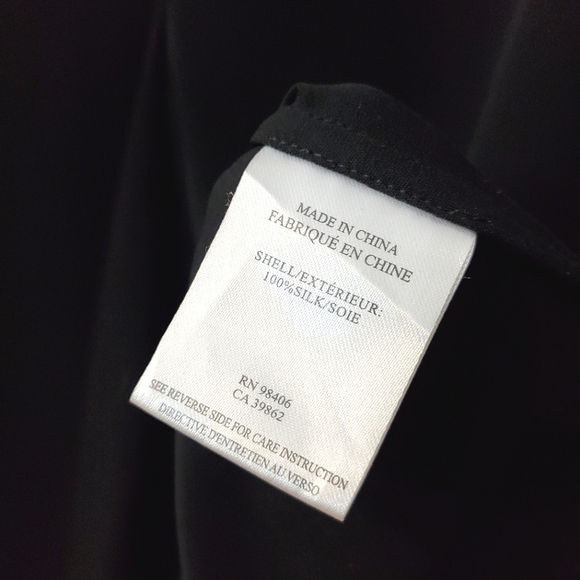 MADE IN CHINA
FABRIQUÉ EN CHINE
SHELL/EXTÉRIEUR:
100%SILK/SOIE
RN 98406
CA 39862
SEE REVERSE SIDE FOR CARE INSTRUCTION
DIRECTIVE D'ENTRETIEN AU VERSO